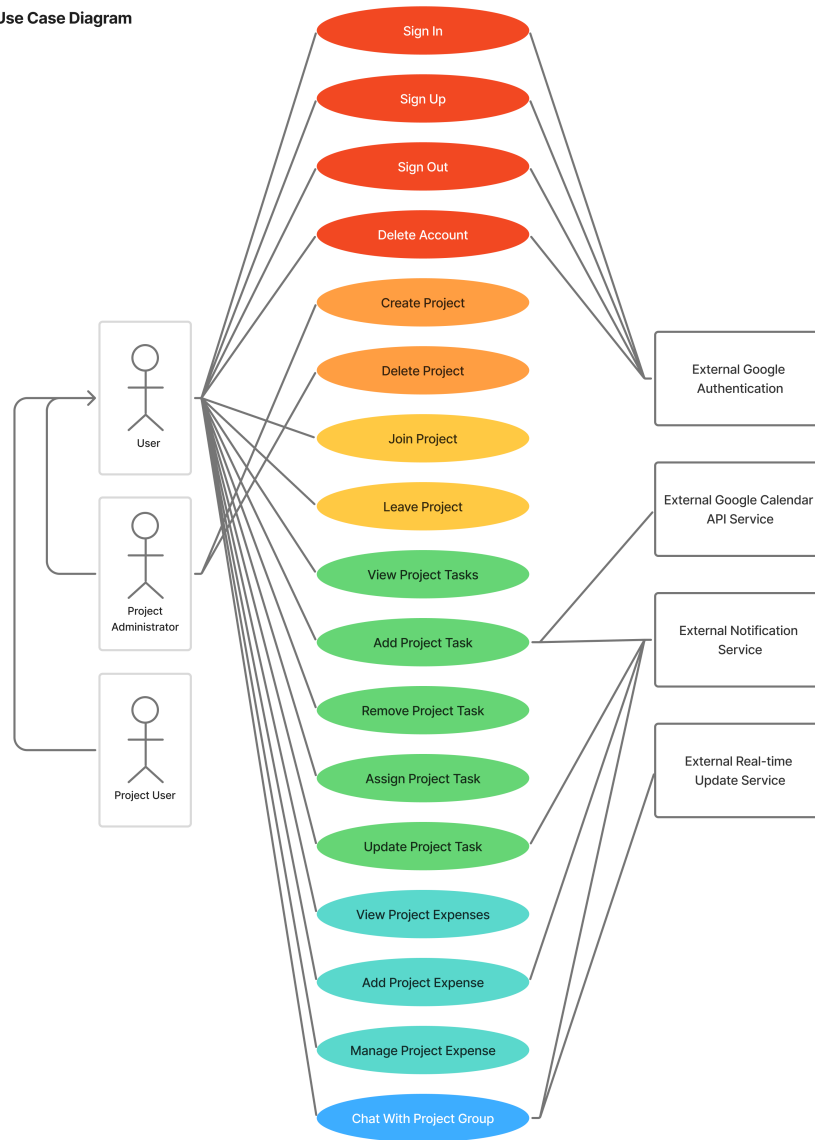 Use Case Diagram
Sign In
Sign Up
Sign Out
Delete Account
Create Project
Delete Project
Join Project
Leave Project
View Project Tasks
Add Project Task
Remove Project Task
Assign Project Task
Update Project Task
View Project Expenses
Add Project Expense
Manage Project Expense
Chat With Project Group
User
Project
Administrator
Project User
External Google
Authentication
External Google Calendar
API Service
External Notification
Service
External Real-time
Update Service